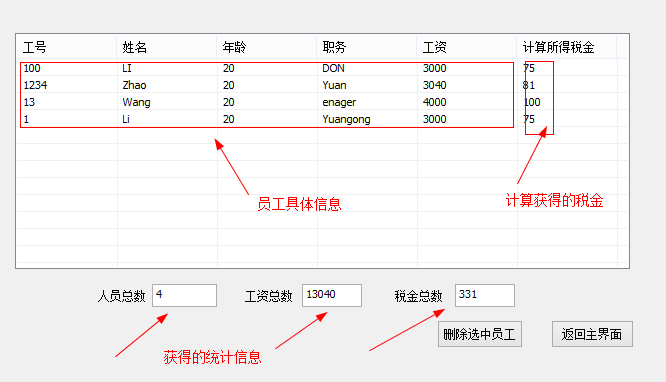 工号 姓名 年龄 职务 工资 计算所得税金
100 LI 20 DON 3000 75
1234 Zhao 20 Yuan 3040 81
13 Wang 20 enager 4000 100
1 Li 20 Yuangong 3000 75
员工具体信息
计算获得的税金
人员总数 4 工资总数 13040 税金总数 331
删除选中员工 返回主界面
获得的统计信息